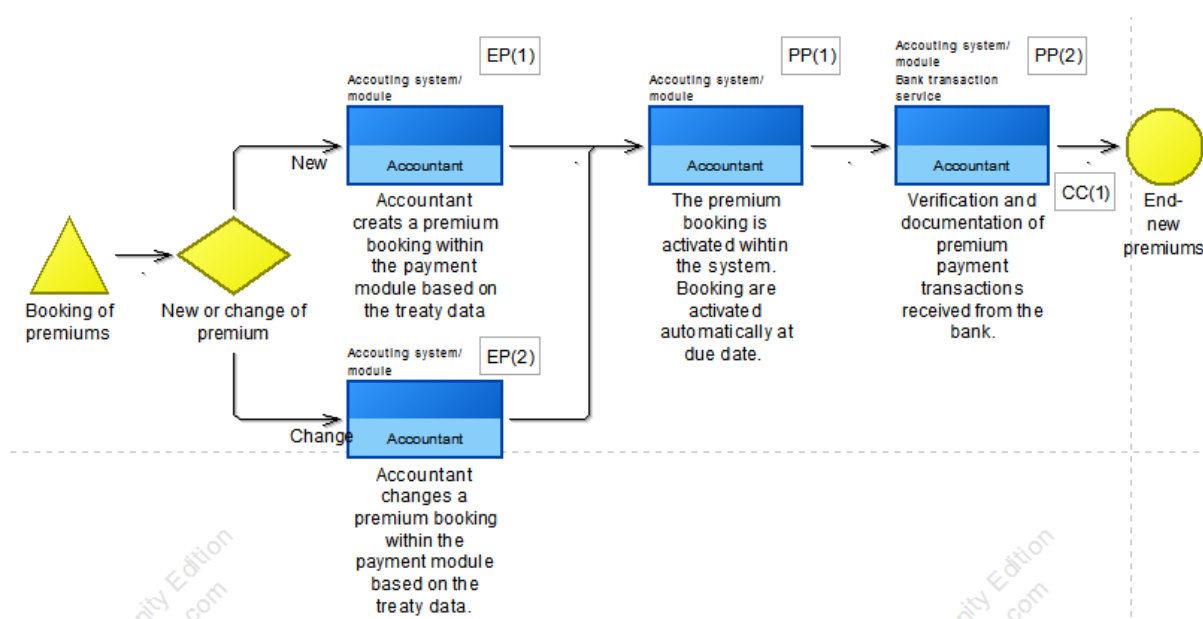 EP(1)
Accouting system/
module
Accountant
New
Accountant
creats a premium
booking within
the payment
module based on
the treaty data
PP(1)
Accouting system/
module
Accountant
The premium
booking is
activated wihtin
the system.
Booking are
activated
automatically at
due date.
PP(2)
Accouting system/
module
Bank transaction
service
Accountant
CC(1)
Verification and
documentation of
premium
payment
transactions
received from the
bank.
End-
new
premiums
Booking of
premiums
New or change of
premium
EP(2)
Accouting system/
module
Change
Accountant
Accountant
changes a
premium booking
within the
payment module
based on the
treaty data.
Edition
com
Edition
com